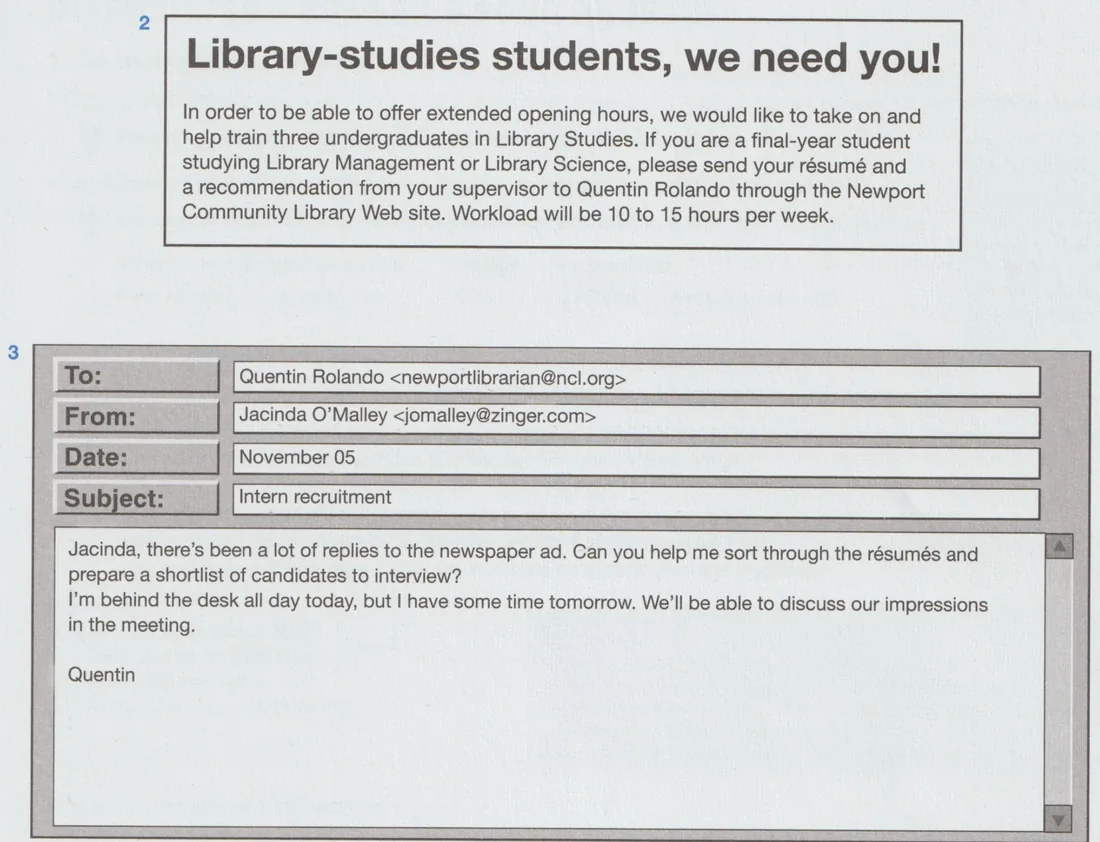 2
Library-studies students, we need you!
In order to be able to offer extended opening hours, we would like to take on and
help train three undergraduates in Library Studies. If you are a final-year student
studying Library Management or Library Science, please send your résumé and
a recommendation from your supervisor to Quentin Rolando through the Newport
Community Library Web site. Workload will be 10 to 15 hours per week.
3
To: Quentin Rolando <newportlibrarian@ncl.org>
From: Jacinda O'Malley <jomalley@zinger.com>
Date: November 05
Subject: Intern recruitment
Jacinda, there's been a lot of replies to the newspaper ad. Can you help me sort through the résumés and
prepare a shortlist of candidates to interview?
I'm behind the desk all day today, but I have some time tomorrow. We'll be able to discuss our impressions
in the meeting.
Quentin